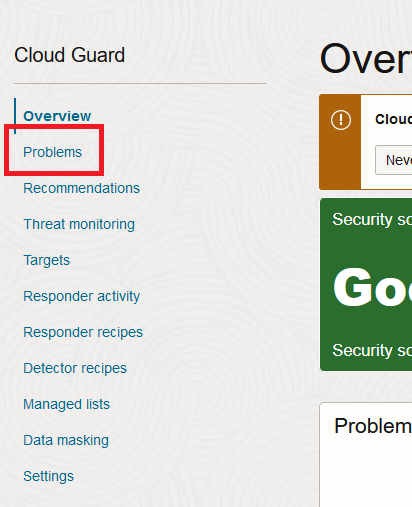 Cloud Guard
Overview
Problems
Recommendations
Threat monitoring
Targets
Responder activity
Responder recipes
Detector recipes
Managed lists
Data masking
Settings
Over
Cloud
Neve
Security sc
Goo
Security sc
Problem